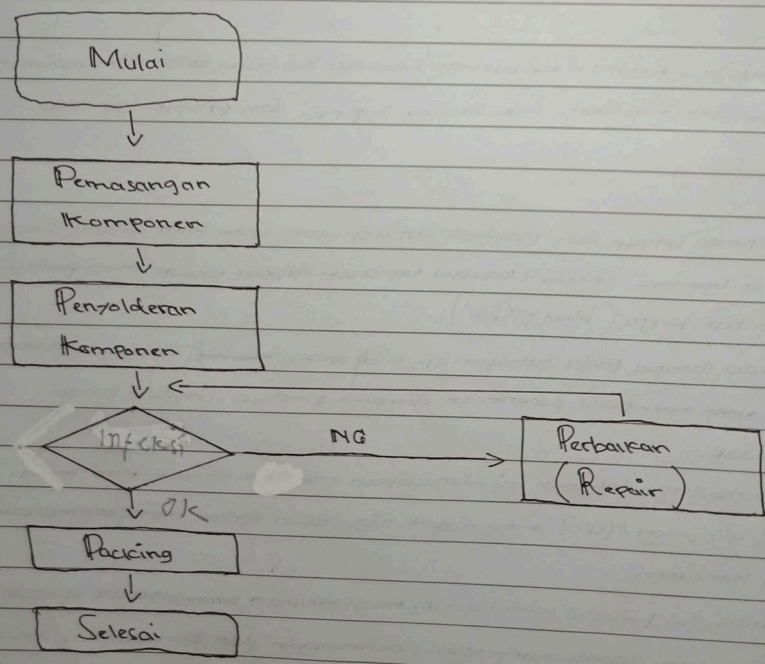 Mulai
Pemasangan
Komponen
Penyolderan
Komponen
Infeksi
NG
Perbaikan
(Repair)
OK
Packing
Selesai